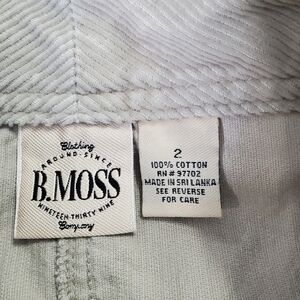 Clothing
AROUND·SINCE
B.MOSS
NINETEEN·THIRTY·NINE
Company
2
100% COTTON
RN # 97702
MADE IN SRI LANKA
SEE REVERSE
FOR CARE